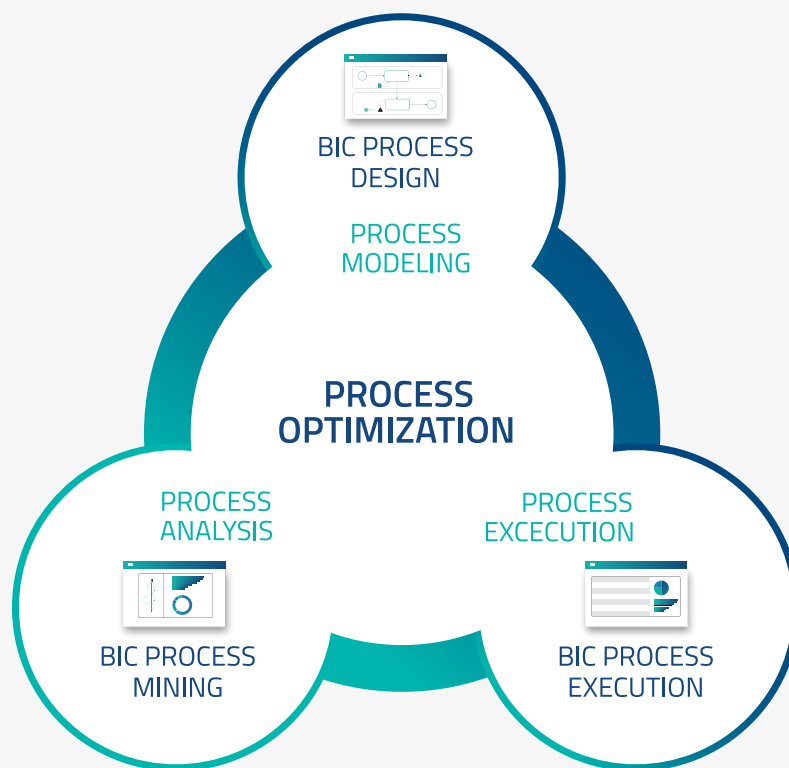 BIC PROCESS
DESIGN
PROCESS
MODELING
PROCESS
OPTIMIZATION
PROCESS
ANALYSIS
BIC PROCESS
MINING
PROCESS
EXCECUTION
BIC PROCESS
EXECUTION